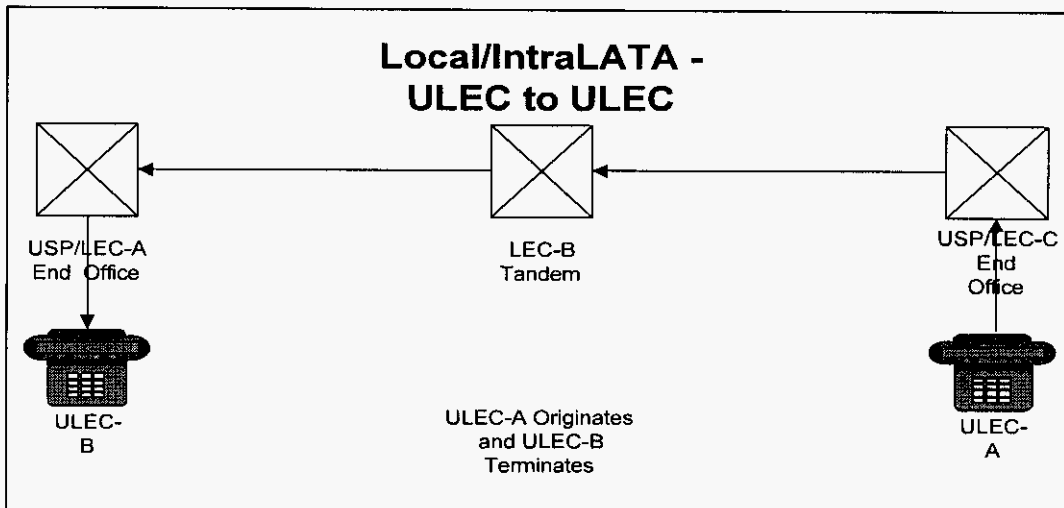 Local/IntraLATA -
ULEC to ULEC
USP/LEC-A
End Office
LEC-B
Tandem
USP/LEC-C
End
Office
ULEC-
B
ULEC-A Originates
and ULEC-B
Terminates
ULEC-
A